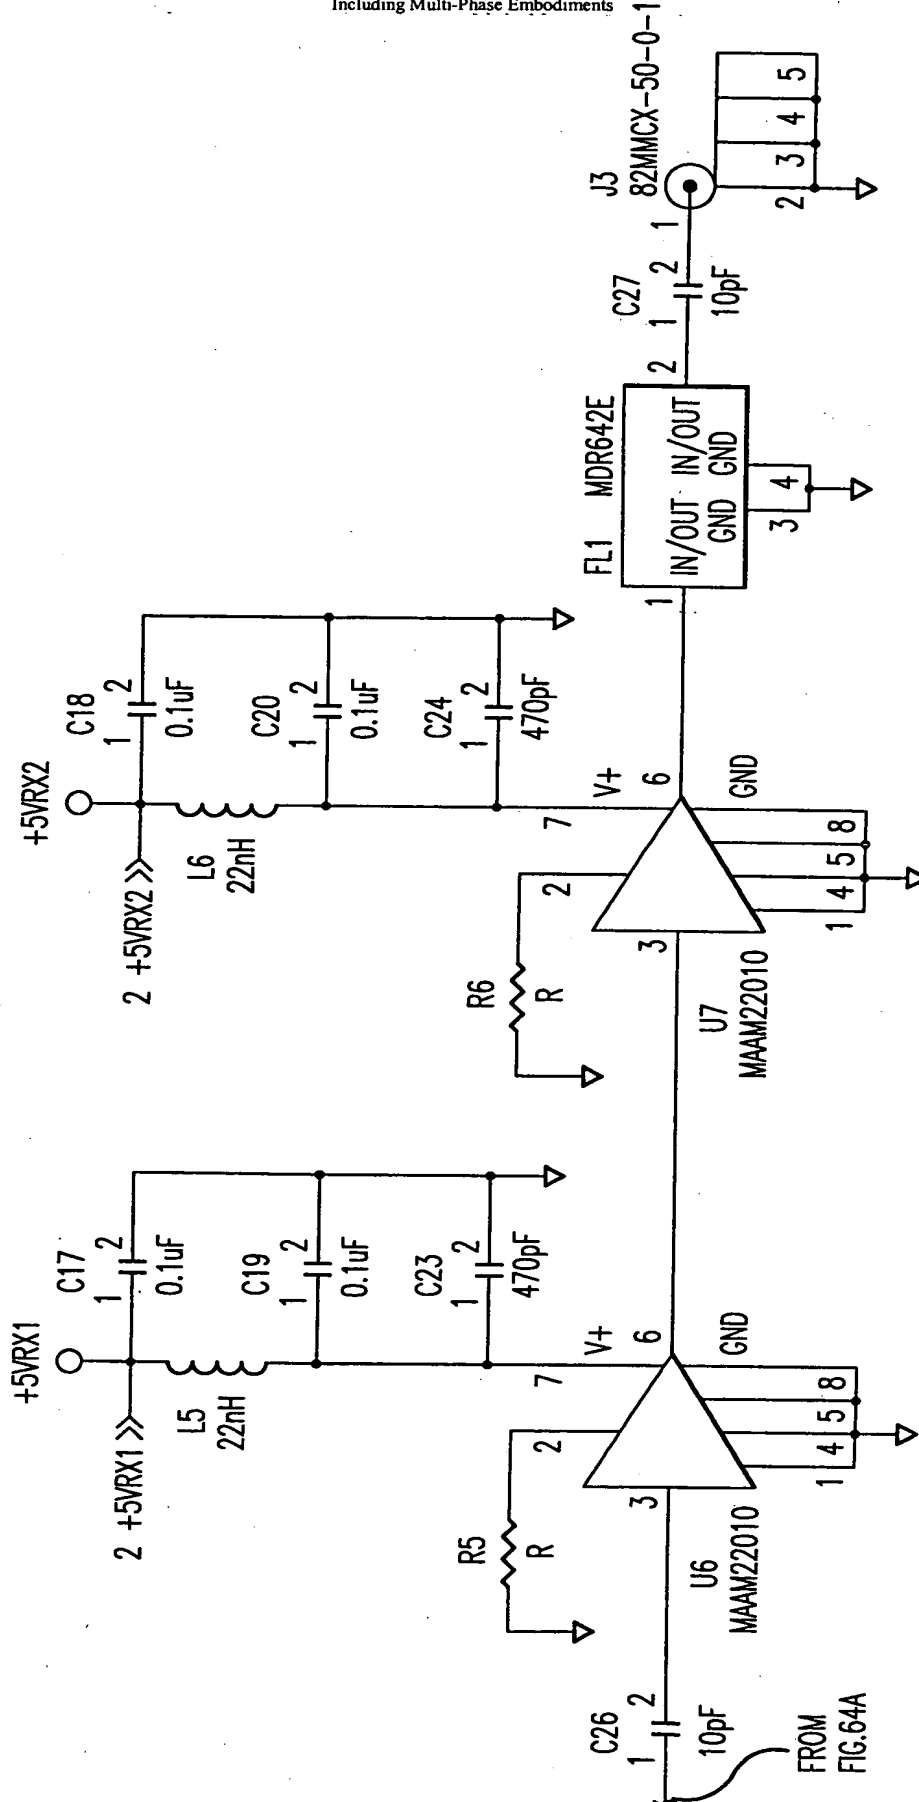 Including Multi-Phase Embodiments
+5VRX1
2 +5VRX1
C17
1 2
0.1uF
L5
22nH
C19
1 2
0.1uF
C23
1 2
470pF
R5
R
2
7
V+
3
6
GND
1 4 5 8
U6
MAAM22010
C26
1 2
10pF
FROM
FIG.64A
+5VRX2
2 +5VRX2
C18
1 2
0.1uF
L6
22nH
C20
1 2
0.1uF
C24
1 2
470pF
R6
R
2
7
V+
3
6
GND
1 4 5 8
U7
MAAM22010
FL1 MDR642E
1
IN/OUT IN/OUT
GND GND
2
3 4
C27
1 2
10pF
J3
82MMCX-50-0-1
1
2 3 4 5